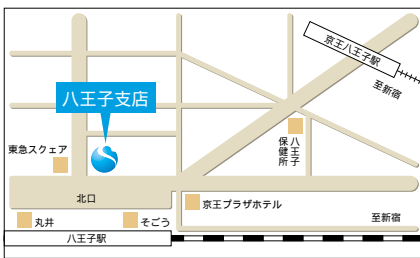 京王八王子駅
至新宿
八王子支店
東急スクェア
八王子
保健所
北口
京王プラザホテル
丸井
そごう
至新宿
八王子駅